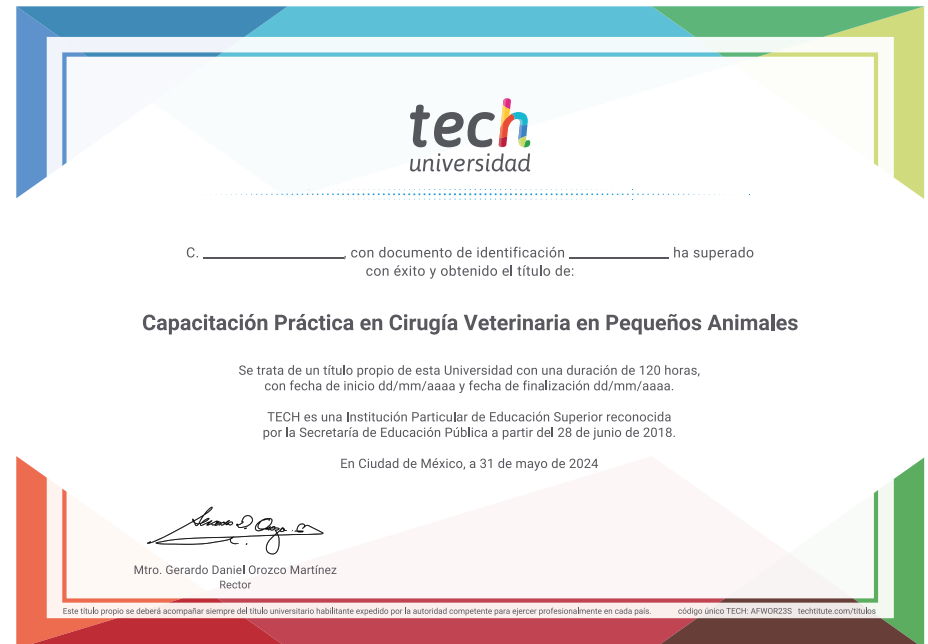 tech
universidad
C. ____________, con documento de identificación ____________ ha superado
con éxito y obtenido el título de:
Capacitación Práctica en Cirugía Veterinaria en Pequeños Animales
Se trata de un título propio de esta Universidad con una duración de 120 horas,
con fecha de inicio dd/mm/aaaa y fecha de finalización dd/mm/aaaa.
TECH es una Institución Particular de Educación Superior reconocida
por la Secretaría de Educación Pública a partir del 28 de junio de 2018.
En Ciudad de México, a 31 de mayo de 2024
Mtro. Gerardo Daniel Orozco Martínez
Rector
Este título propio se deberá acompañar siempre del título universitario habilitante expedido por la autoridad competente para ejercer profesionalmente en cada país. código único TECH: AFWOR23S techtitute.com/titulos